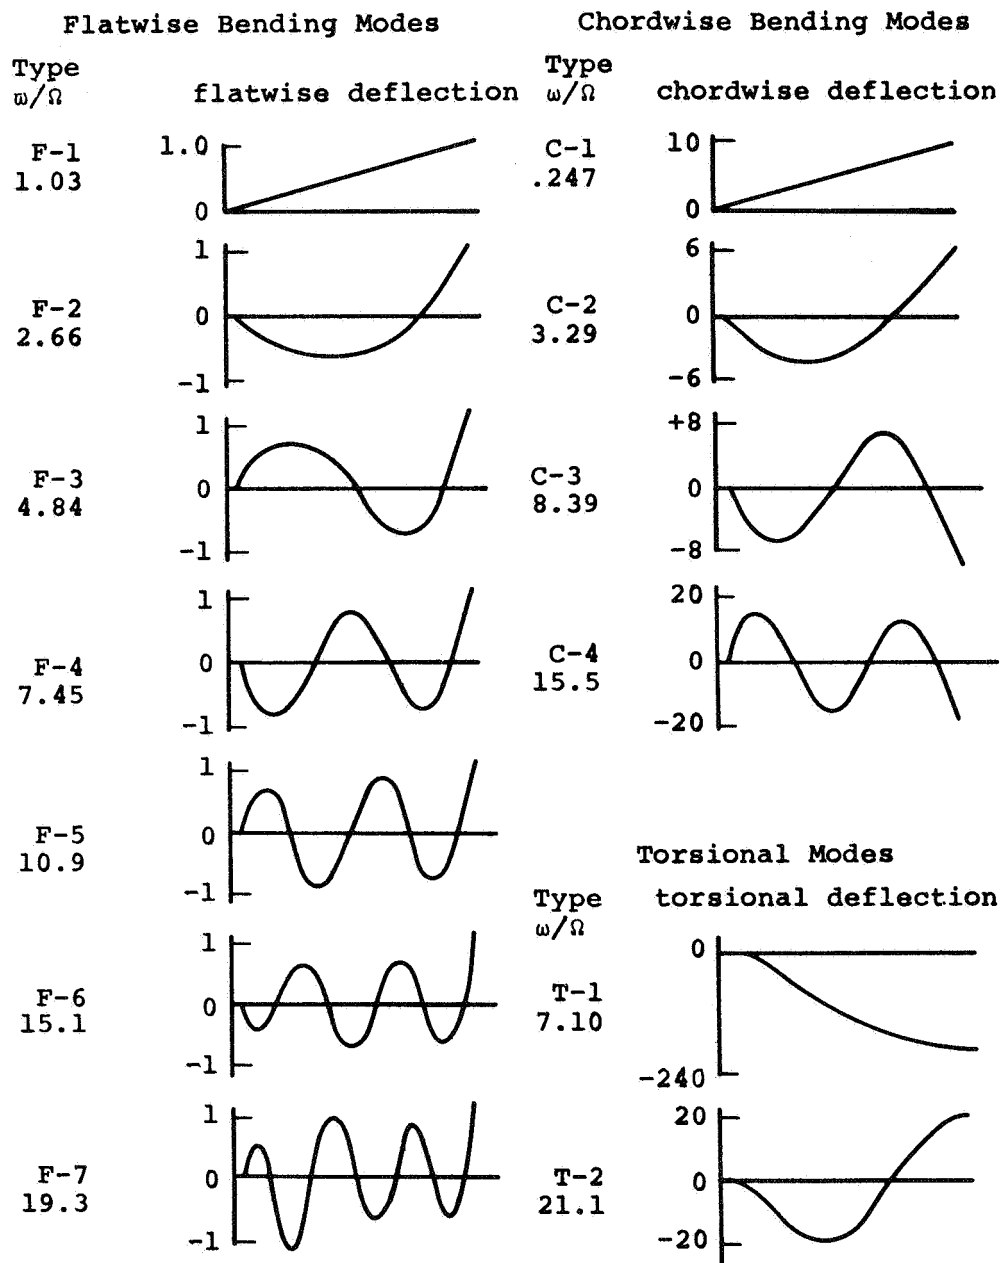 Flatwise Bending Modes
Type
ω/Ω
flatwise deflection
F-1
1.03
1.0
0
F-2
2.66
1
0
-1
F-3
4.84
1
0
-1
F-4
7.45
1
0
-1
F-5
10.9
1
0
-1
F-6
15.1
1
0
-1
F-7
19.3
1
0
-1
Chordwise Bending Modes
Type
ω/Ω
chordwise deflection
C-1
.247
10
0
C-2
3.29
6
0
-6
C-3
8.39
+8
0
-8
C-4
15.5
20
0
-20
Torsional Modes
Type
ω/Ω
torsional deflection
T-1
7.10
0
-240
T-2
21.1
20
0
-20